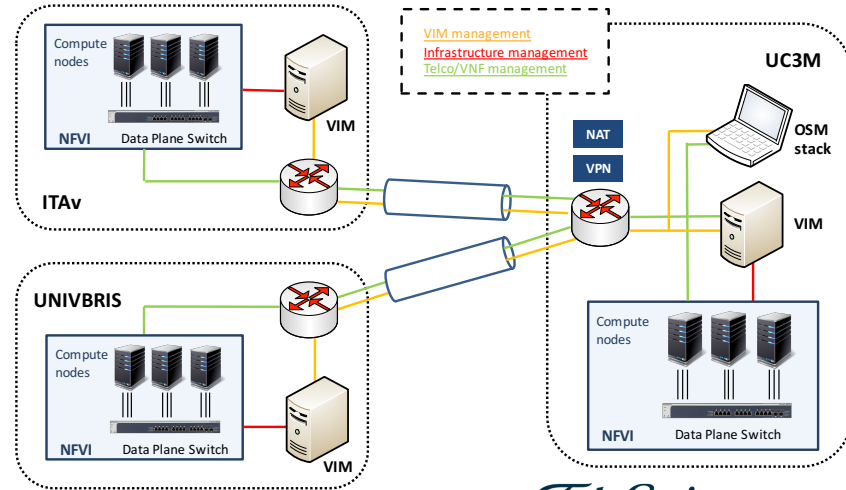 Compute
nodes
NFVI
Data Plane Switch
VIM
ITAv
VIM management
Infrastructure management
Telco/VNF management
UC3M
NAT
VPN
OSM
stack
VIM
Compute
nodes
NFVI
Data Plane Switch
UNIVBRIS
Compute
nodes
NFVI
Data Plane Switch
VIM